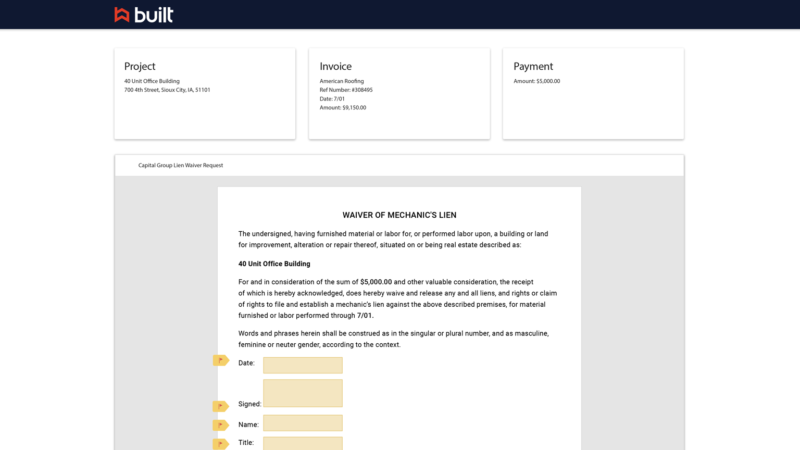 built
Project
40 Unit Office Building
700 4th Street, Sioux City, IA, 51101
Invoice
American Roofing
Ref Number: #308495
Date: 7/01
Amount: $9,150.00
Payment
Amount: $5,000.00
Capital Group Lien Waiver Request
WAIVER OF MECHANIC'S LIEN
The undersigned, having furnished material or labor for, or performed labor upon, a building or land
for improvement, alteration or repair thereof, situated on or being real estate described as:
40 Unit Office Building
For and in consideration of the sum of $5,000.00 and other valuable consideration, the receipt
of which is hereby acknowledged, does hereby waive and release any and all liens, and rights or claim
of rights to file and establish a mechanic's lien against the above described premises, for material
furnished or labor performed through 7/01.
Words and phrases herein shall be construed as in the singular or plural number, and as masculine,
feminine or neuter gender, according to the context.
Date:
Signed:
Name:
Title: